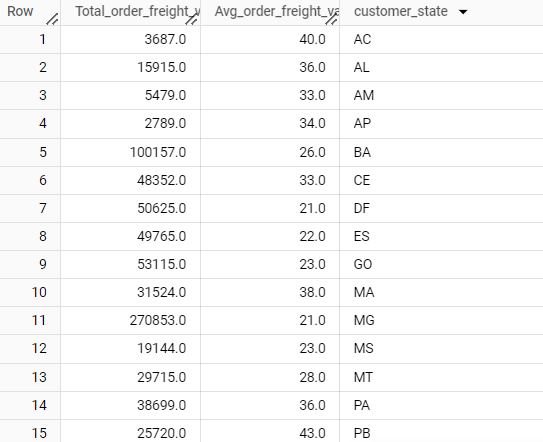 Row Total_order_freight_v Avg_order_freight_va customer_state
1 3687.0 40.0 AC
2 15915.0 36.0 AL
3 5479.0 33.0 AM
4 2789.0 34.0 AP
5 100157.0 26.0 BA
6 48352.0 33.0 CE
7 50625.0 21.0 DF
8 49765.0 22.0 ES
9 53115.0 23.0 GO
10 31524.0 38.0 MA
11 270853.0 21.0 MG
12 19144.0 23.0 MS
13 29715.0 28.0 MT
14 38699.0 36.0 PA
15 25720.0 43.0 PB